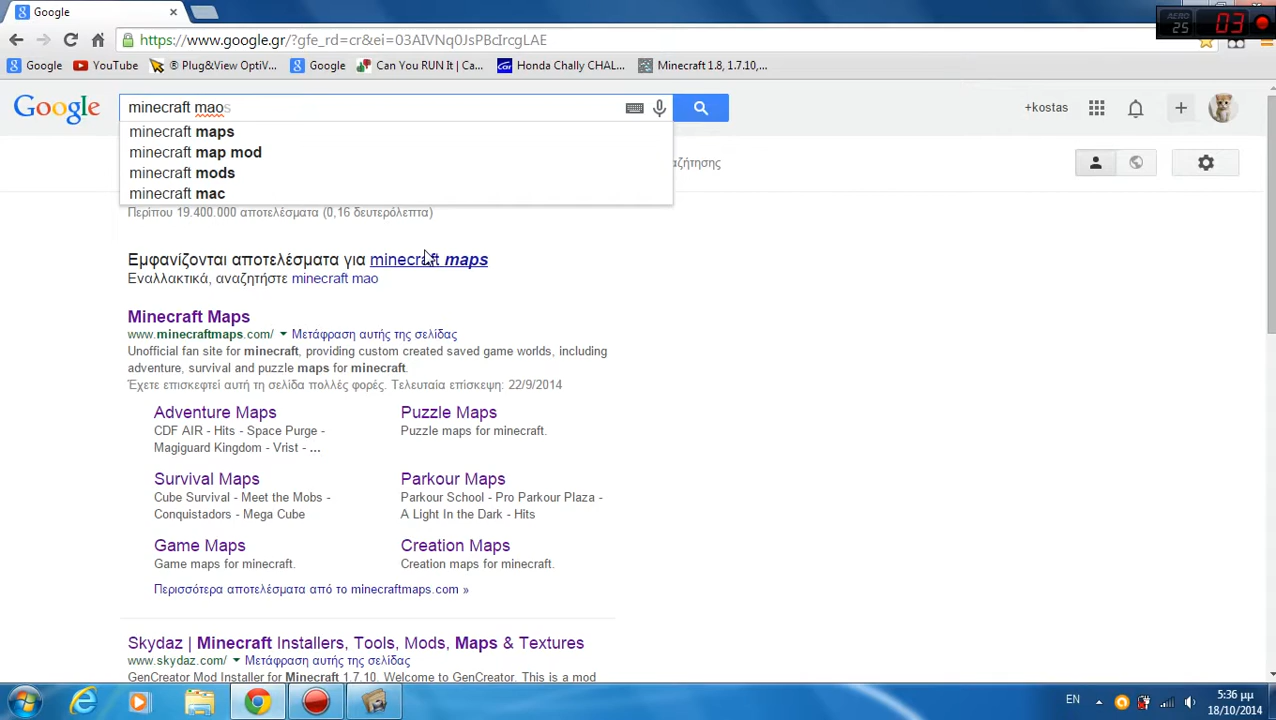 Google
AERO
25
03
https://www.google.gr/?gfe_rd=cr&ei=
Google YouTube ® Plug&View OptiV... Google Can You RUN It | Ca... Honda Chally CHAL... Minecraft 1.8, 1.7.10,...
Google minecraft maos +kostas
minecraft maps
minecraft map mod
minecraft mods
minecraft mac
Περίπου 19.400.000 αποτελέσματα (0,16 δευτερόλεπτα)
Εμφανίζονται αποτελέσματα για minecraft maps
Εναλλακτικά, αναζητήστε minecraft mao
Minecraft Maps
www.minecraftmaps.com/ Μετάφραση αυτής της σελίδας
Unofficial fan site for minecraft, providing custom created saved game worlds, including
adventure, survival and puzzle maps for minecraft.
Έχετε επισκεφτεί αυτή τη σελίδα πολλές φορές. Τελευταία επίσκεψη: 22/9/2014
Adventure Maps
CDF AIR - Hits - Space Purge -
Magiguard Kingdom - Vrist - ...
Puzzle Maps
Puzzle maps for minecraft.
Survival Maps
Cube Survival - Meet the Mobs -
Conquistadors - Mega Cube
Parkour Maps
Parkour School - Pro Parkour Plaza -
A Light In the Dark - Hits
Game Maps
Game maps for minecraft.
Creation Maps
Creation maps for minecraft.
Περισσότερα αποτελέσματα από το minecraftmaps.com »
Skydaz | Minecraft Installers, Tools, Mods, Maps & Textures
www.skydaz.com/ Μετάφραση αυτής της σελίδας
GenCreator Mod Installer for Minecraft 1.7.10. Welcome to GenCreator. This is a mod
EN
5:36 μμ
18/10/2014